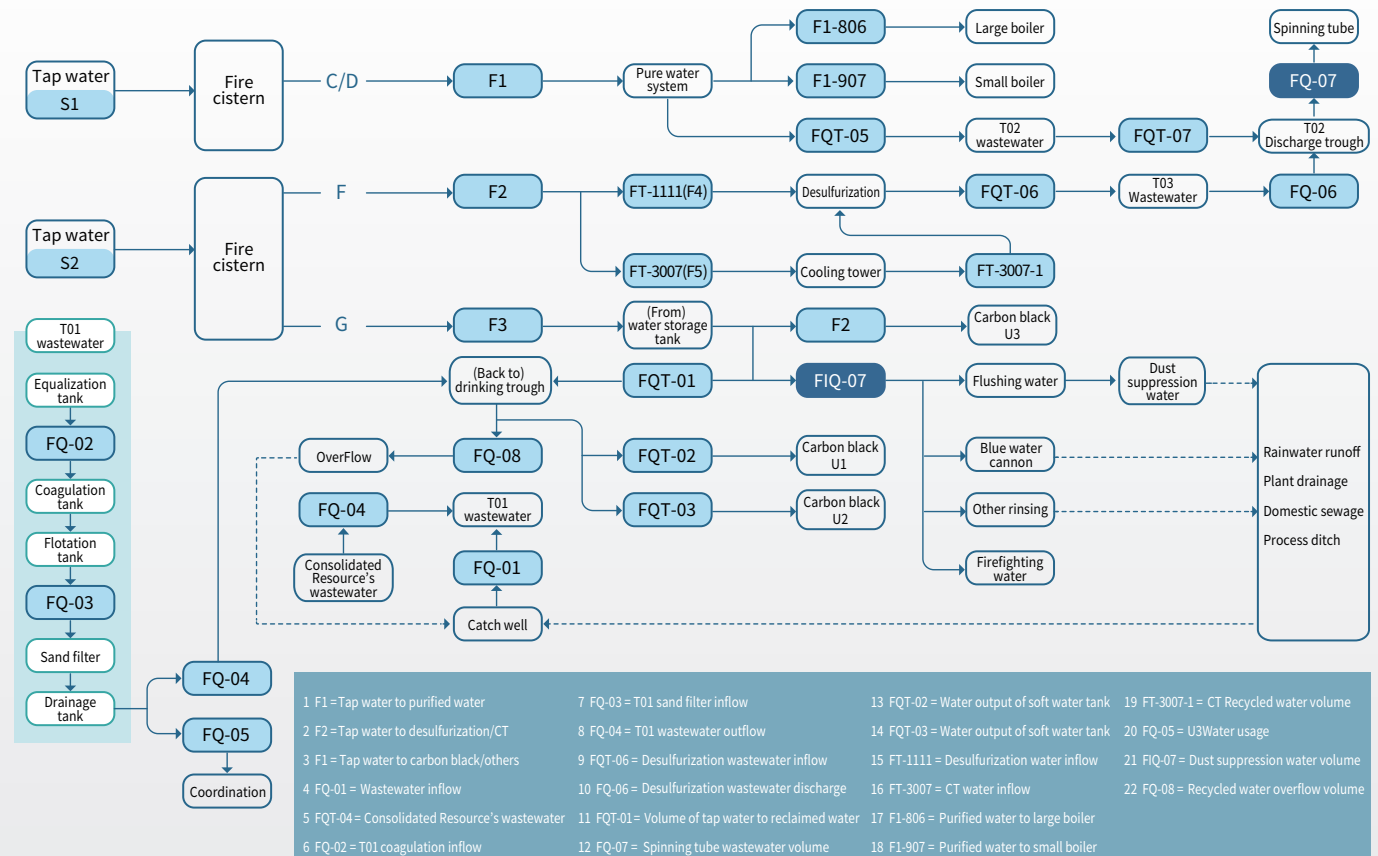 F1-806
Large boiler
Spinning tube
Tap water
S1
Fire
cistern
C/D
F1
Pure water
system
F1-907
Small boiler
FQ-07
FQT-05
T02
wastewater
FQT-07
T02
Discharge trough
Tap water
S2
Fire
cistern
F
F2
FT-1111(F4)
Desulfurization
FQT-06
T03
Wastewater
FQ-06
FT-3007(F5)
Cooling tower
FT-3007-1
G
F3
(From)
water storage
tank
F2
Carbon black
U3
T01
wastewater
(Back to)
drinking trough
FQT-01
FIQ-07
Flushing water
Dust
suppression
water
Equalization
tank
FQ-02
OverFlow
FQ-08
FQT-02
Carbon black
U1
Blue water
cannon
Rainwater runoff
Plant drainage
Domestic sewage
Process ditch
Coagulation
tank
FQ-04
T01
wastewater
FQT-03
Carbon black
U2
Other rinsing
Flotation
tank
Consolidated
Resource's
wastewater
FQ-01
Firefighting
water
FQ-03
Catch well
Sand filter
FQ-04
Drainage
tank
FQ-05
Coordination
1 F1 = Tap water to purified water
2 F2 = Tap water to desulfurization/CT
3 F1 = Tap water to carbon black/others
4 FQ-01 = Wastewater inflow
5 FQT-04 = Consolidated Resource's wastewater
6 FQ-02 = T01 coagulation inflow
7 FQ-03 = T01 sand filter inflow
8 FQ-04 = T01 wastewater outflow
9 FQT-06 = Desulfurization wastewater inflow
10 FQ-06 = Desulfurization wastewater discharge
11 FQT-01 = Volume of tap water to reclaimed water
12 FQ-07 = Spinning tube wastewater volume
13 FQT-02 = Water output of soft water tank
14 FQT-03 = Water output of soft water tank
15 FT-1111 = Desulfurization water inflow
16 FT-3007 = CT water inflow
17 F1-806 = Purified water to large boiler
18 F1-907 = Purified water to small boiler
19 FT-3007-1 = CT Recycled water volume
20 FQ-05 = U3Water usage
21 FIQ-07 = Dust suppression water volume
22 FQ-08 = Recycled water overflow volume